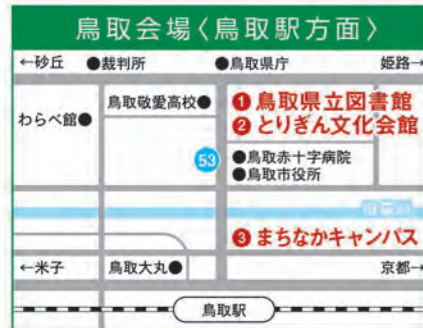 鳥取会場〈鳥取駅方面〉
←砂丘 ●裁判所 ●鳥取県庁 姫路→
わらべ館●
鳥取敬愛高校●
❶ 鳥取県立図書館
❷ とりぎん文化会館
53
●鳥取赤十字病院
●鳥取市役所
❸ まちなかキャンパス
←米子 鳥取大丸● 京都→
鳥取駅